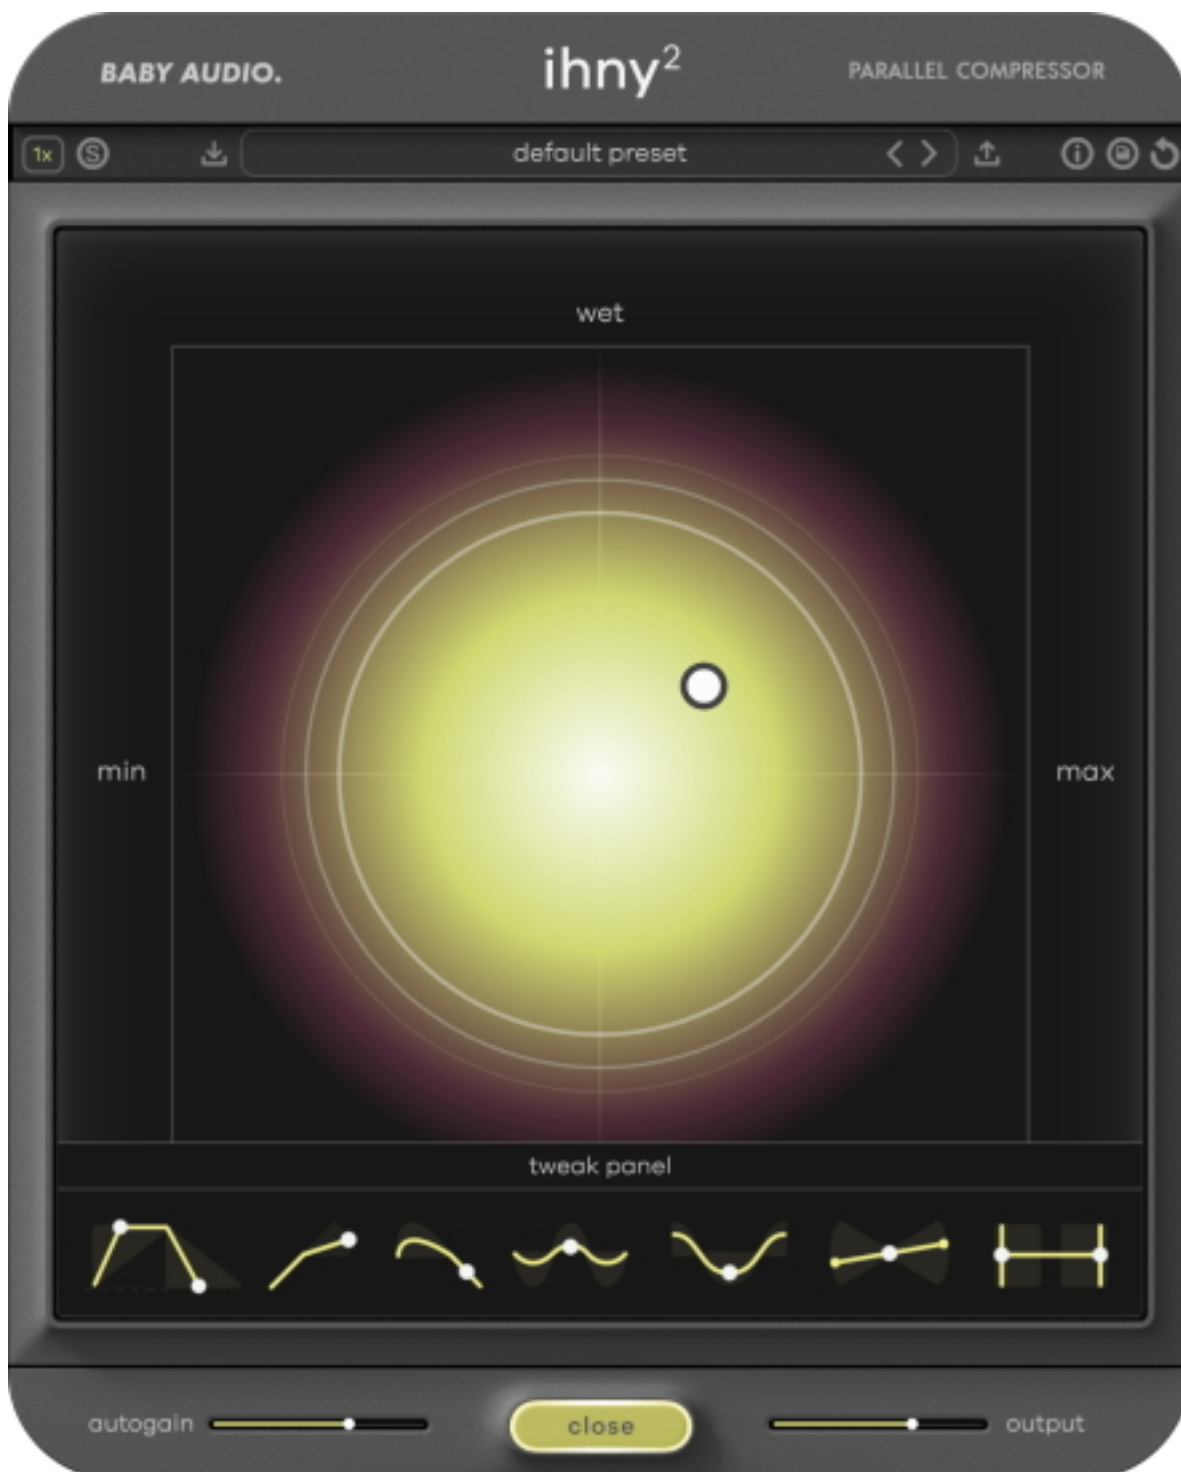 BABY AUDIO.
ihny²
PARALLEL COMPRESSOR
1x
S
default preset
wet
min
max
tweak panel
autogain
close
output